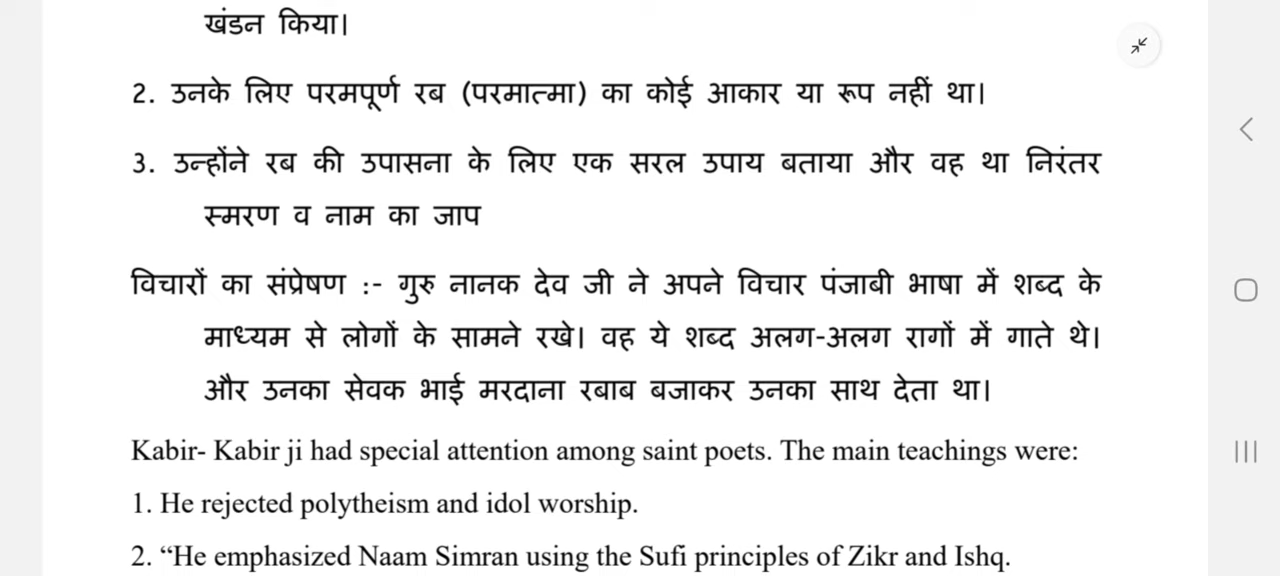 खंडन किया।
2. उनके लिए परमपूर्ण रब (परमात्मा) का कोई आकार या रूप नहीं था।
3. उन्होंने रब की उपासना के लिए एक सरल उपाय बताया और वह था निरंतर
स्मरण व नाम का जाप
विचारों का संप्रेषण :- गुरु नानक देव जी ने अपने विचार पंजाबी भाषा में शब्द के
माध्यम से लोगों के सामने रखे। वह ये शब्द अलग-अलग रागों में गाते थे।
और उनका सेवक भाई मरदाना रबाब बजाकर उनका साथ देता था।
Kabir- Kabir ji had special attention among saint poets. The main teachings were:
1. He rejected polytheism and idol worship.
2. “He emphasized Naam Simran using the Sufi principles of Zikr and Ishq.